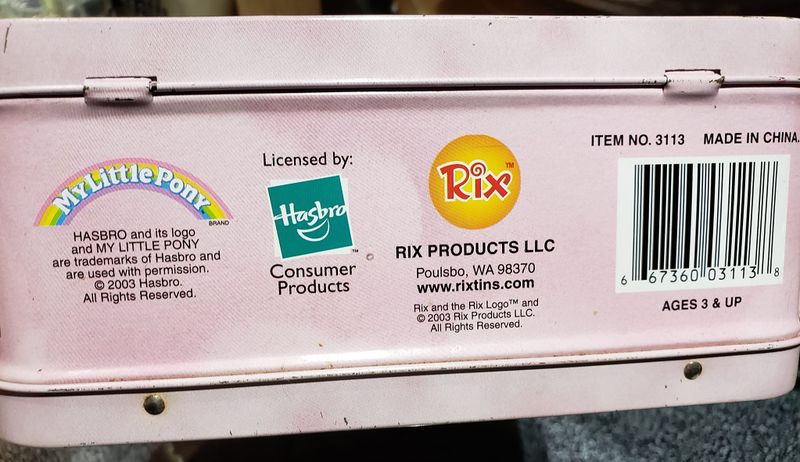 My Little Pony
BRAND
HASBRO and its logo
and MY LITTLE PONY
are trademarks of Hasbro and
are used with permission.
© 2003 Hasbro.
All Rights Reserved.
Licensed by:
Hasbro
™
Consumer
Products
Rix™
RIX PRODUCTS LLC
Poulsbo, WA 98370
www.rixtins.com
Rix and the Rix Logo™ and
© 2003 Rix Products LLC.
All Rights Reserved.
ITEM NO. 3113 MADE IN CHINA.
6 67360 03113 8
AGES 3 & UP